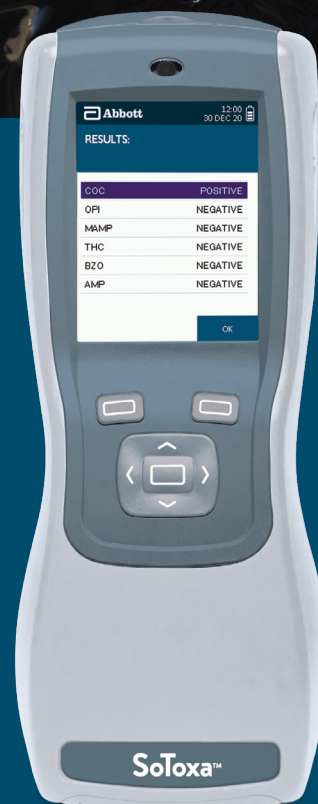 Abbott
12:00
30 DEC 20
RESULTS:
COC POSITIVE
OPI NEGATIVE
MAMP NEGATIVE
THC NEGATIVE
BZO NEGATIVE
AMP NEGATIVE
OK
SoToxa™